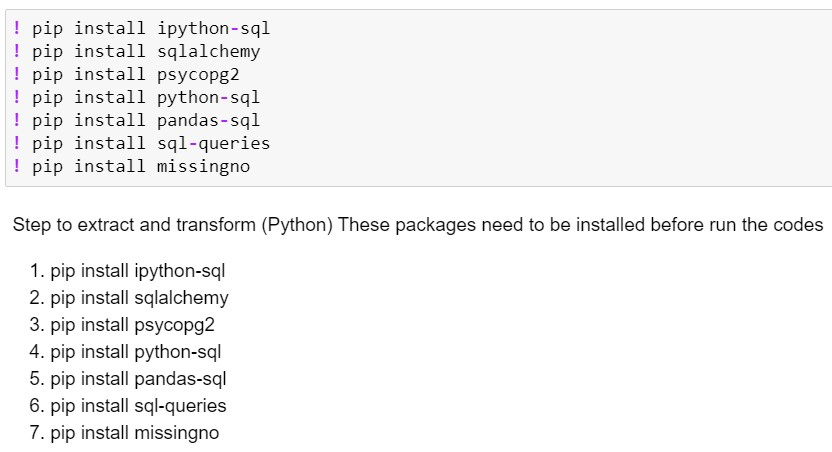 ! pip install ipython-sql
! pip install sqlalchemy
! pip install psycopg2
! pip install python-sql
! pip install pandas-sql
! pip install sql-queries
! pip install missingno
Step to extract and transform (Python) These packages need to be installed before run the codes
1. pip install ipython-sql
2. pip install sqlalchemy
3. pip install psycopg2
4. pip install python-sql
5. pip install pandas-sql
6. pip install sql-queries
7. pip install missingno